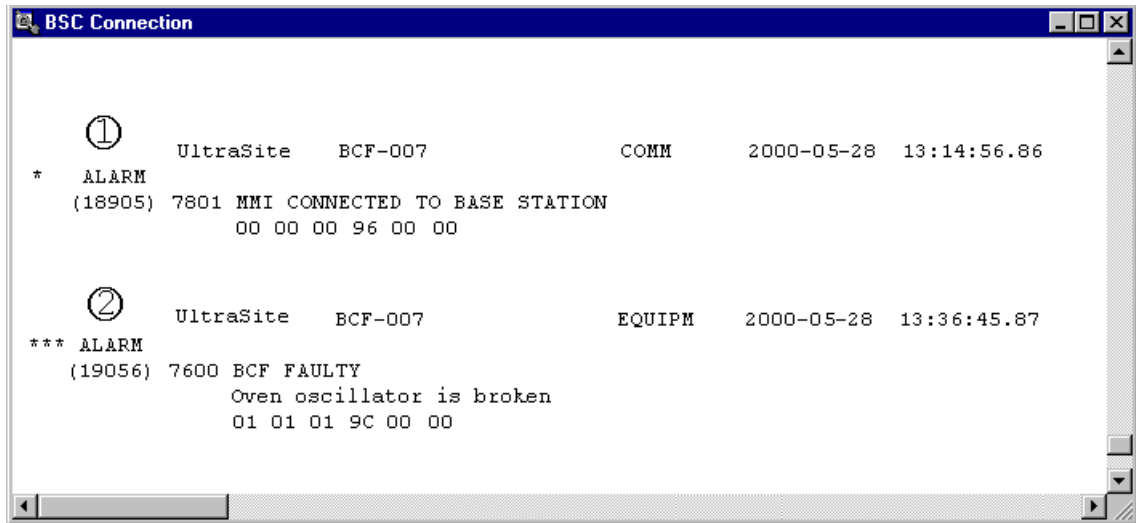 BSC Connection
①
UltraSite BCF-007 COMM 2000-05-28 13:14:56.86
* ALARM
(18905) 7801 MMI CONNECTED TO BASE STATION
00 00 00 96 00 00
②
UltraSite BCF-007 EQUIPM 2000-05-28 13:36:45.87
*** ALARM
(19056) 7600 BCF FAULTY
Oven oscillator is broken
01 01 01 9C 00 00